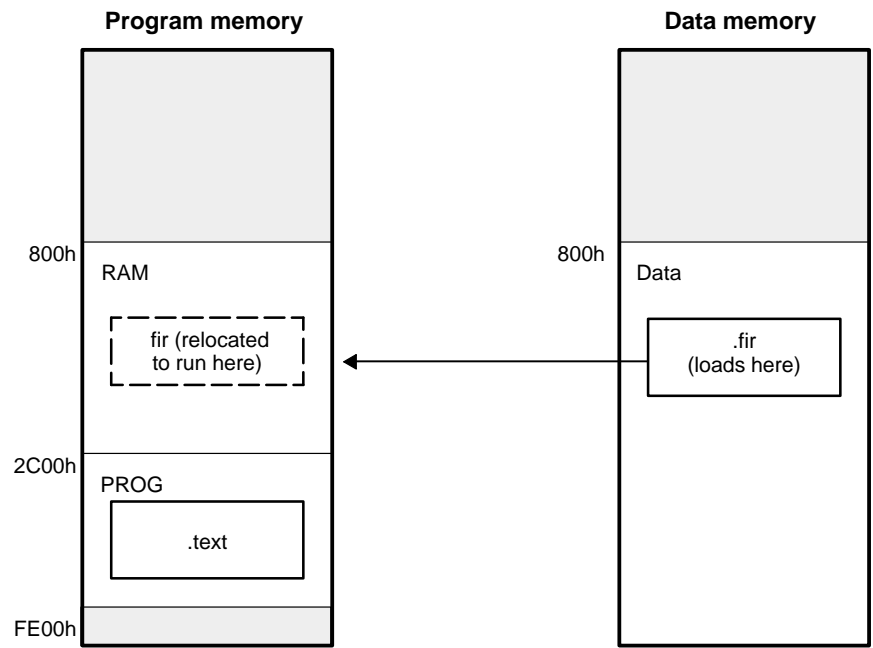 Program memory
Data memory
800h
RAM
fir (relocated
to run here)
2C00h
PROG
.text
FE00h
800h
Data
.fir
(loads here)